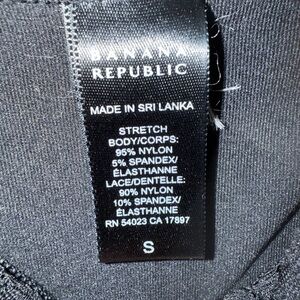 BANANA
REPUBLIC
MADE IN SRI LANKA
STRETCH
BODY/CORPS:
95% NYLON
5% SPANDEX/
ÉLASTHANNE
LACE/DENTELLE:
90% NYLON
10% SPANDEX/
ÉLASTHANNE
RN 54023 CA 17897
S